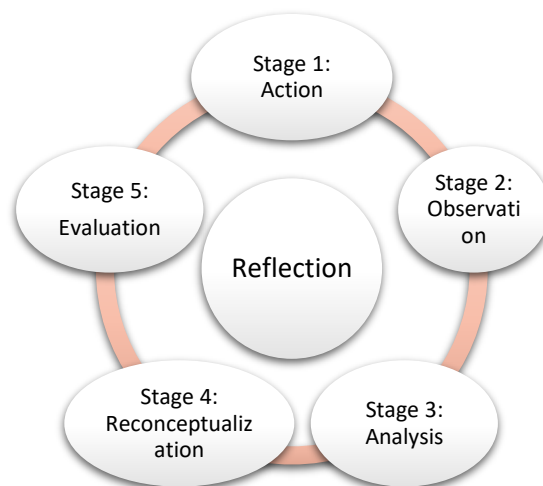 Stage 1:
Action
Stage 2:
Observati
on
Stage 3:
Analysis
Stage 4:
Reconceptualiz
ation
Stage 5:
Evaluation
Reflection